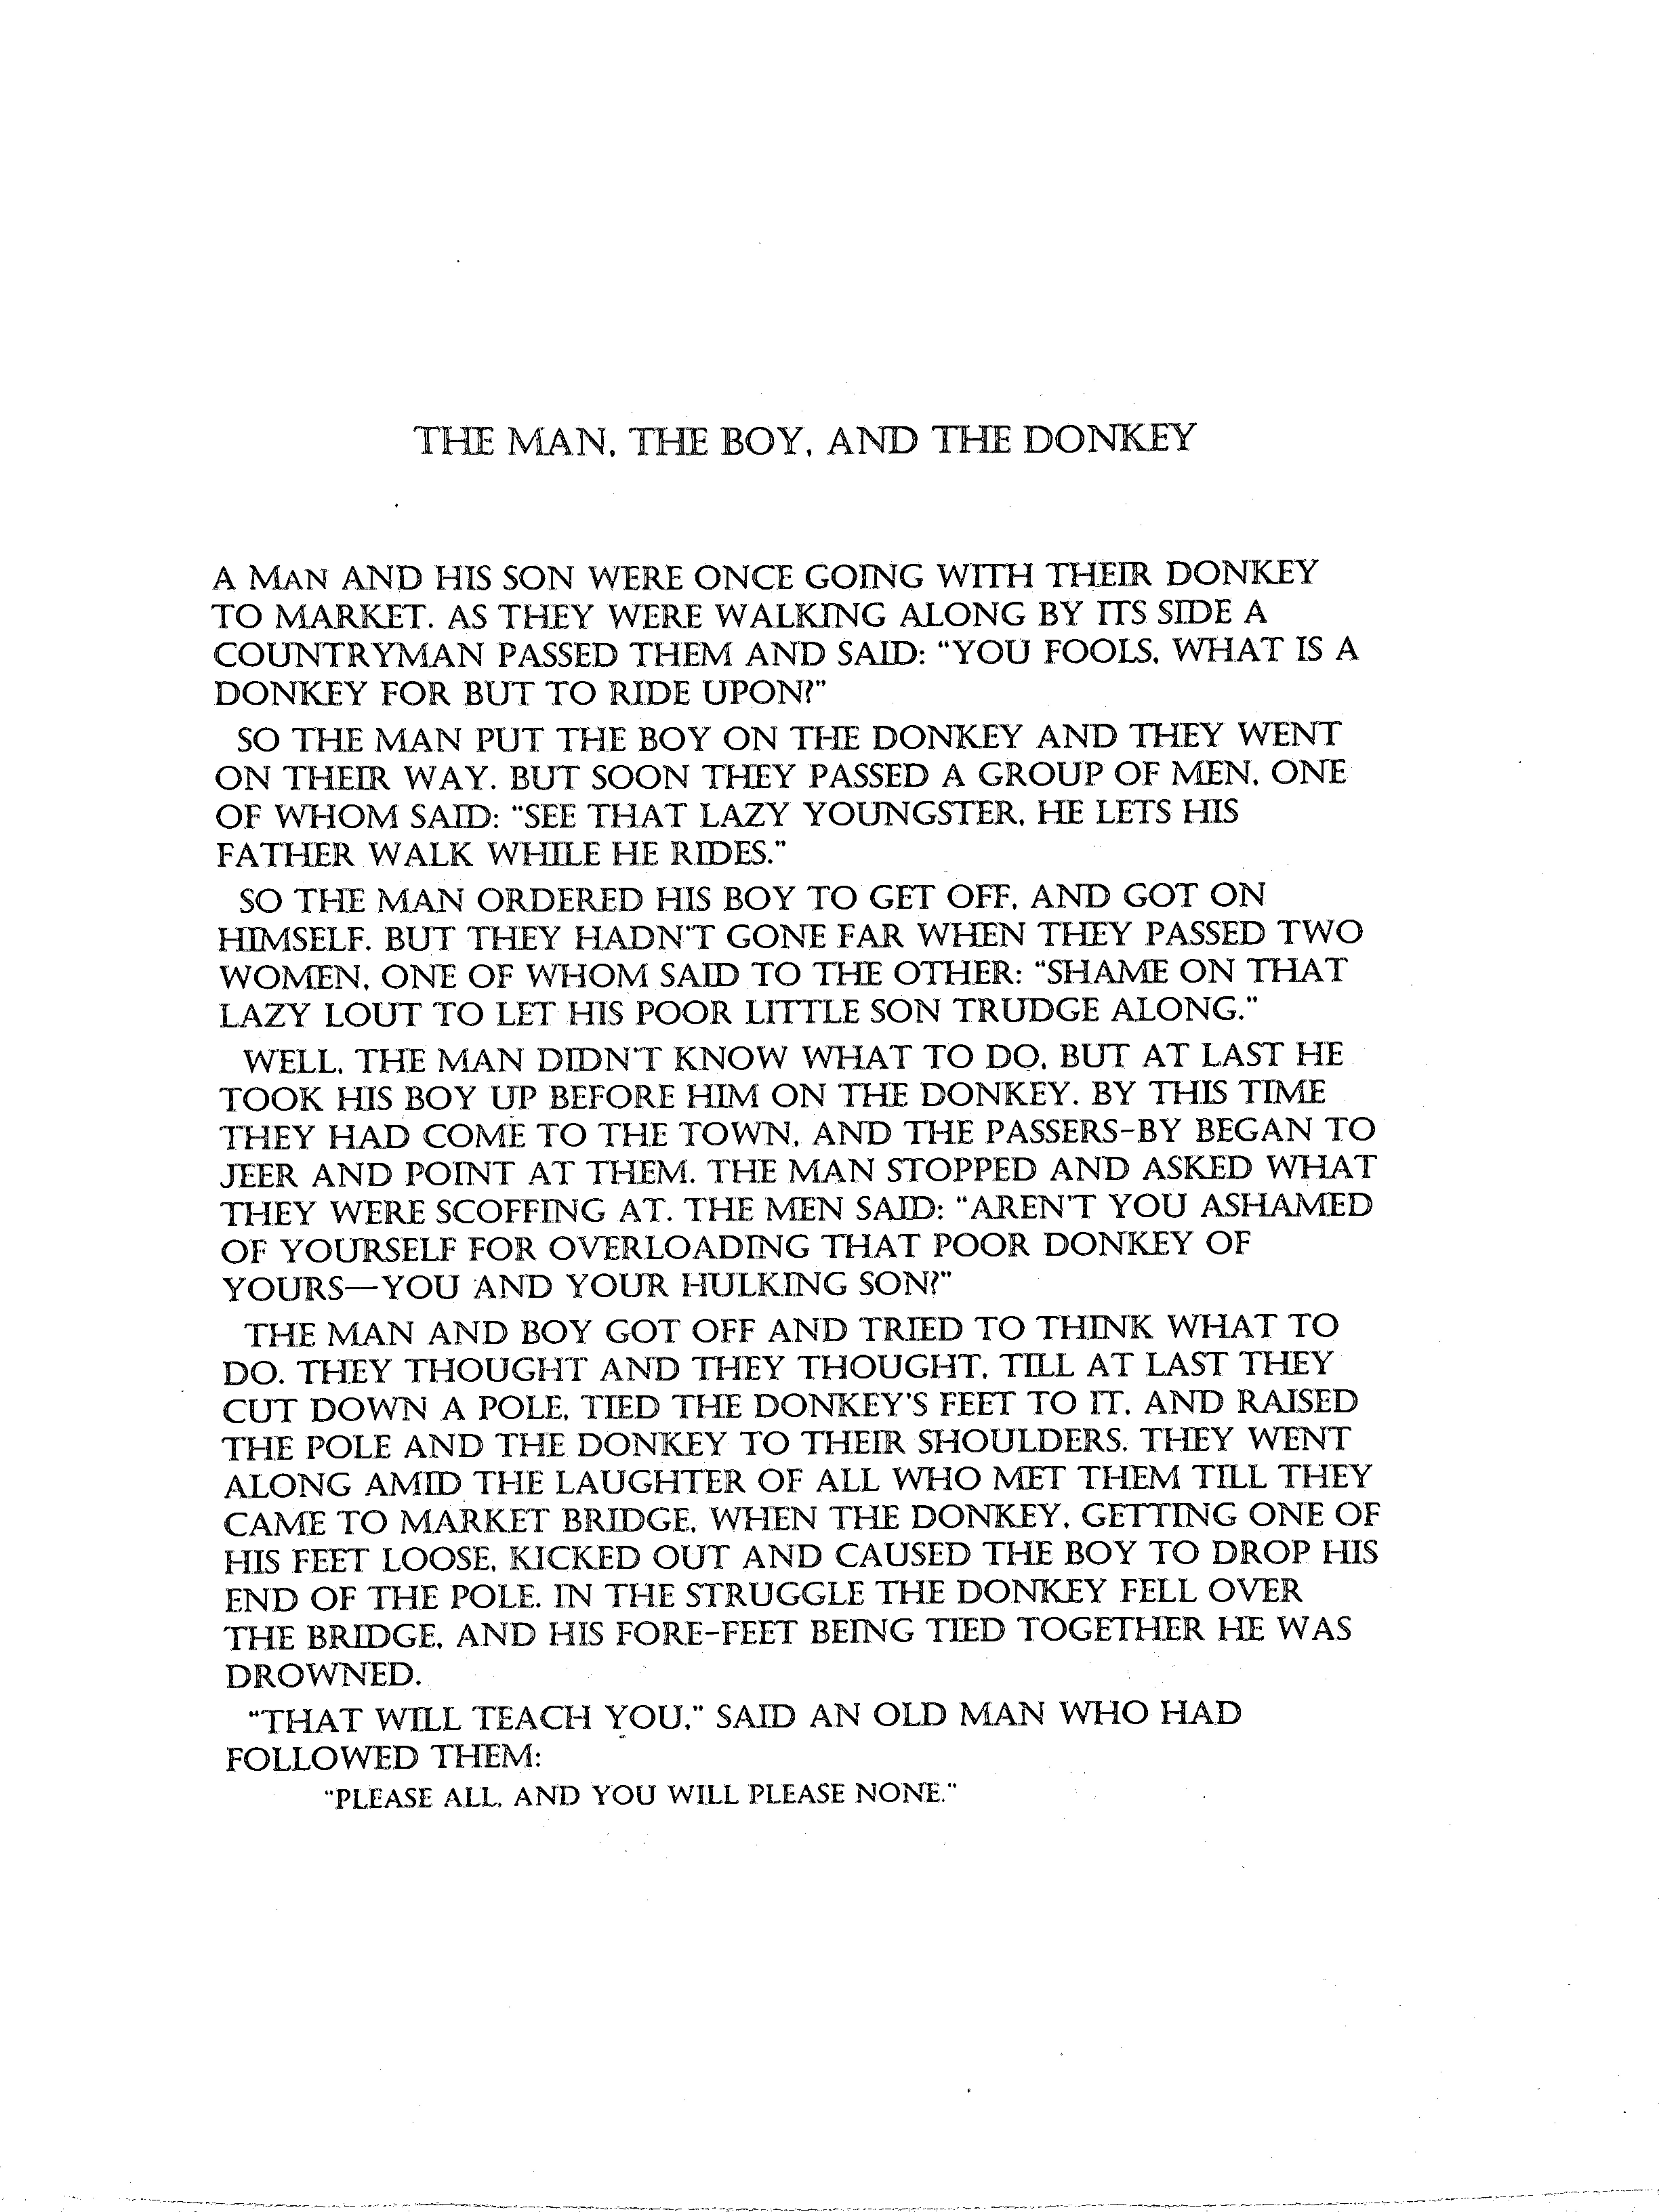 THE MAN, THE BOY, AND THE DONKEY
A MAN AND HIS SON WERE ONCE GOING WITH THEIR DONKEY
TO MARKET. AS THEY WERE WALKING ALONG BY ITS SIDE A
COUNTRYMAN PASSED THEM AND SAID: “YOU FOOLS, WHAT IS A
DONKEY FOR BUT TO RIDE UPON?”
SO THE MAN PUT THE BOY ON THE DONKEY AND THEY WENT
ON THEIR WAY. BUT SOON THEY PASSED A GROUP OF MEN, ONE
OF WHOM SAID: “SEE THAT LAZY YOUNGSTER, HE LETS HIS
FATHER WALK WHILE HE RIDES.”
SO THE MAN ORDERED HIS BOY TO GET OFF, AND GOT ON
HIMSELF. BUT THEY HADN'T GONE FAR WHEN THEY PASSED TWO
WOMEN, ONE OF WHOM SAID TO THE OTHER: “SHAME ON THAT
LAZY LOUT TO LET HIS POOR LITTLE SON TRUDGE ALONG.”
WELL, THE MAN DIDN'T KNOW WHAT TO DO, BUT AT LAST HE
TOOK HIS BOY UP BEFORE HIM ON THE DONKEY. BY THIS TIME
THEY HAD COME TO THE TOWN, AND THE PASSERS-BY BEGAN TO
JEER AND POINT AT THEM. THE MAN STOPPED AND ASKED WHAT
THEY WERE SCOFFING AT. THE MEN SAID: “AREN'T YOU ASHAMED
OF YOURSELF FOR OVERLOADING THAT POOR DONKEY OF
YOURS—YOU AND YOUR HULKING SON?”
THE MAN AND BOY GOT OFF AND TRIED TO THINK WHAT TO
DO. THEY THOUGHT AND THEY THOUGHT, TILL AT LAST THEY
CUT DOWN A POLE, TIED THE DONKEY'S FEET TO IT, AND RAISED
THE POLE AND THE DONKEY TO THEIR SHOULDERS. THEY WENT
ALONG AMID THE LAUGHTER OF ALL WHO MET THEM TILL THEY
CAME TO MARKET BRIDGE, WHEN THE DONKEY, GETTING ONE OF
HIS FEET LOOSE, KICKED OUT AND CAUSED THE BOY TO DROP HIS
END OF THE POLE. IN THE STRUGGLE THE DONKEY FELL OVER
THE BRIDGE, AND HIS FORE-FEET BEING TIED TOGETHER HE WAS
DROWNED.
“THAT WILL TEACH YOU,” SAID AN OLD MAN WHO HAD
FOLLOWED THEM:
“PLEASE ALL, AND YOU WILL PLEASE NONE.”